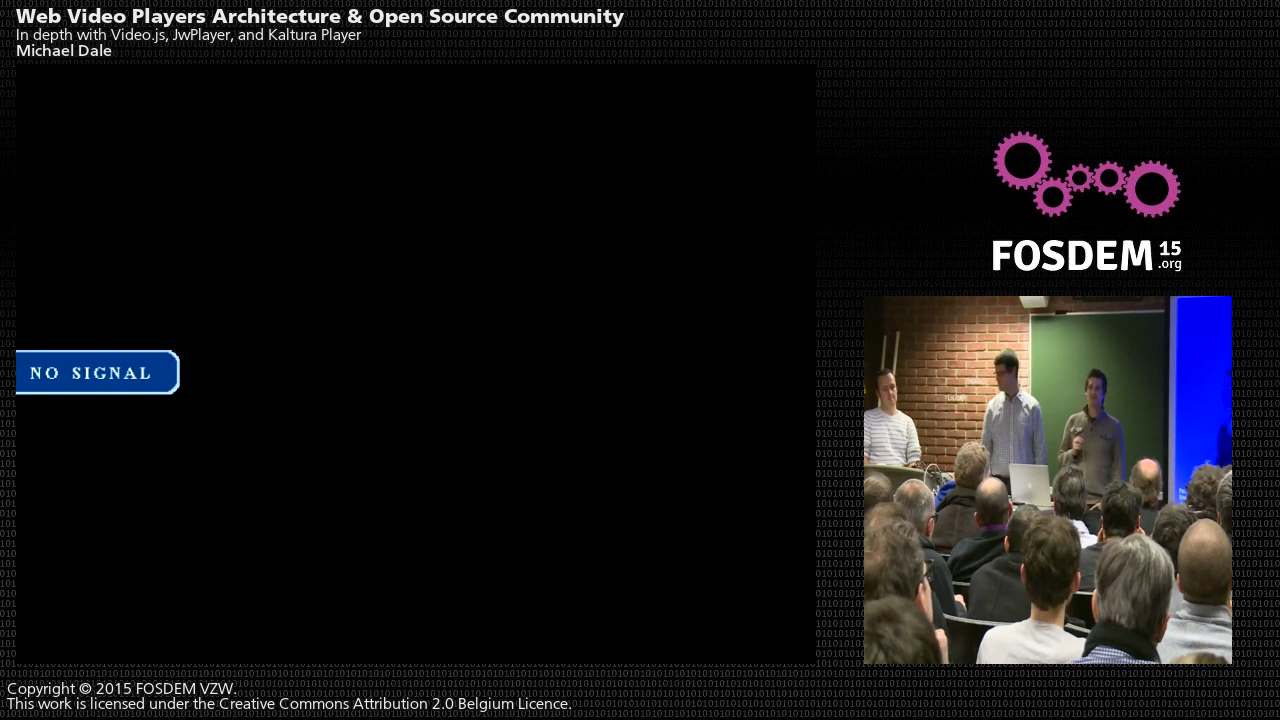 Web Video Players Architecture & Open Source Community
In depth with Video.js, JwPlayer, and Kaltura Player
Michael Dale
NO SIGNAL
FOSDEM 15
.org
Copyright © 2015 FOSDEM VZW.
This work is licensed under the Creative Commons Attribution 2.0 Belgium Licence.